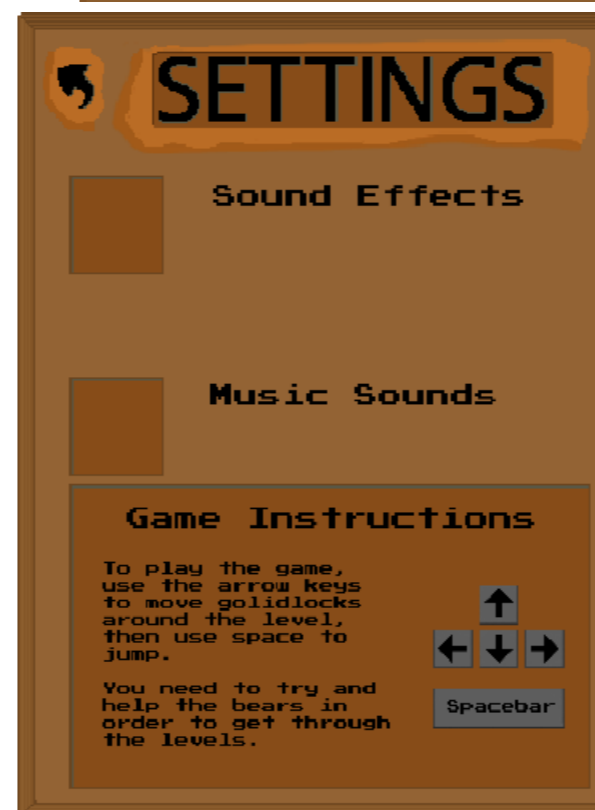 SETTINGS
Sound Effects
Music Sounds
Game Instructions
To play the game,
use the arrow keys
to move golidlocks
around the level,
then use space to
jump.
You need to try and
help the bears in
order to get through
the levels.
Spacebar